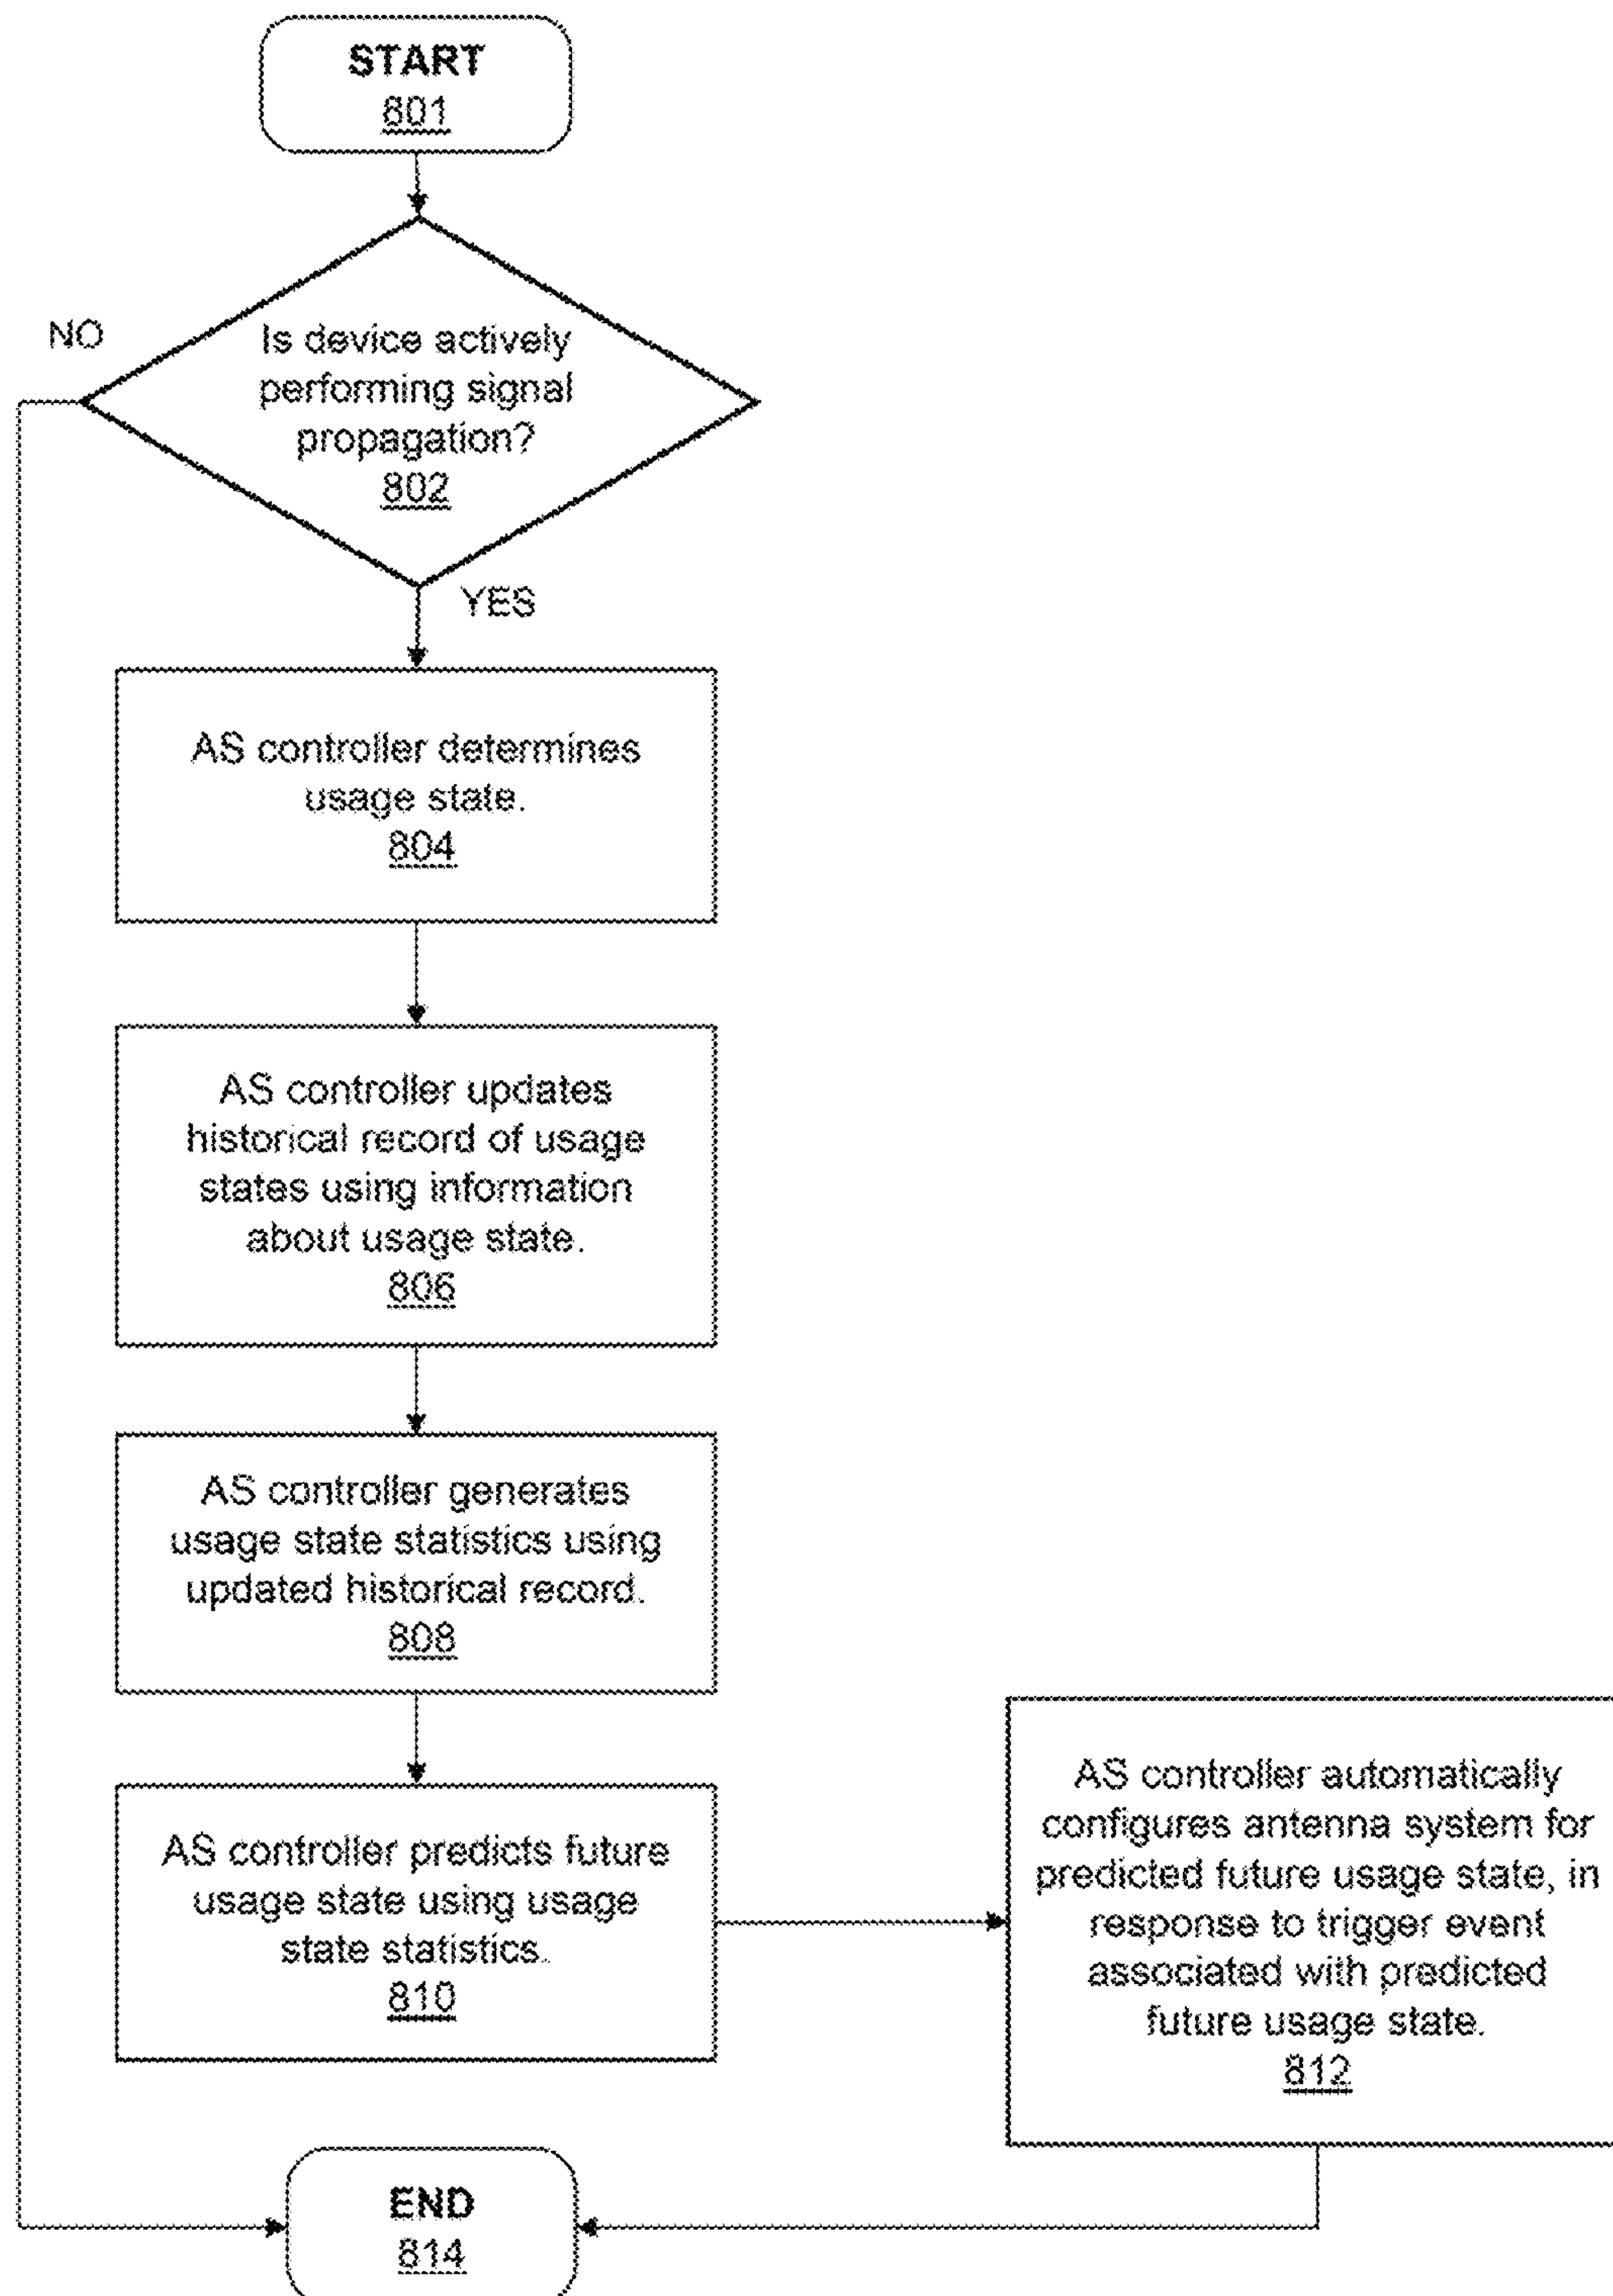 START
801
NO
Is device actively
performing signal
propagation?
802
YES
AS controller determines
usage state.
804
AS controller updates
historical record of usage
states using information
about usage state.
806
AS controller generates
usage state statistics using
updated historical record.
808
AS controller predicts future
usage state using usage
state statistics.
810
AS controller automatically
configures antenna system for
predicted future usage state, in
response to trigger event
associated with predicted
future usage state.
812
END
814